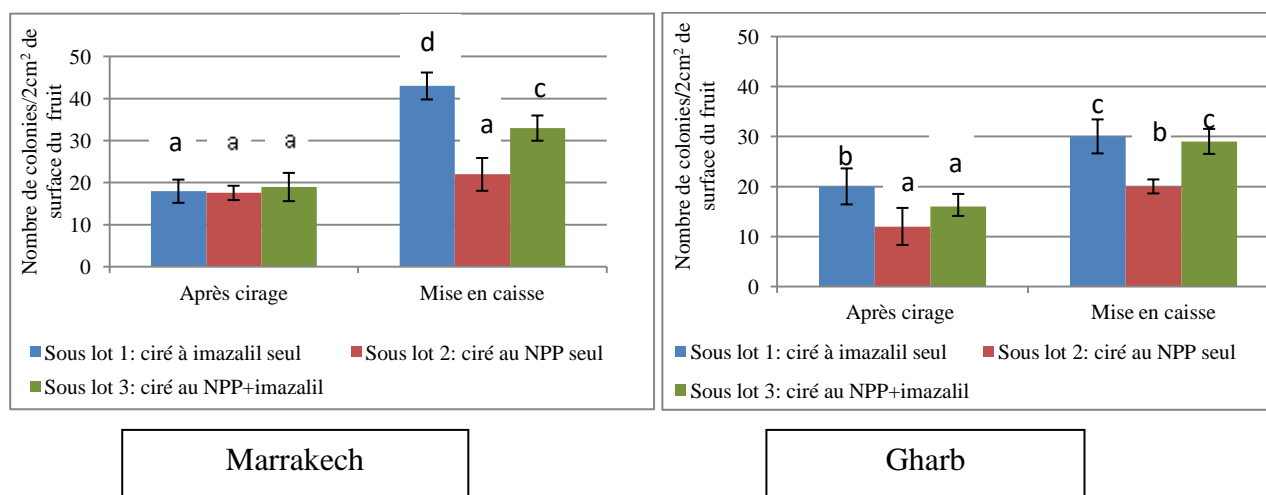 Nombre de colonies/2cm² de
surface du fruit
50
40
30
20
10
0
d
c
a
a
a
a
Après cirage
Mise en caisse
Sous lot 1: ciré à imazalil seul
Sous lot 2: ciré au NPP seul
Sous lot 3: ciré au NPP+imazalil
Marrakech
Nombre de colonies/2cm² de
surface du fruit
50
40
30
20
10
0
c
b
c
b
a
a
Après cirage
Mise en caisse
Sous lot 1: ciré à imazalil seul
Sous lot 2: ciré au NPP seul
Sous lot 3: ciré au NPP+imazalil
Gharb